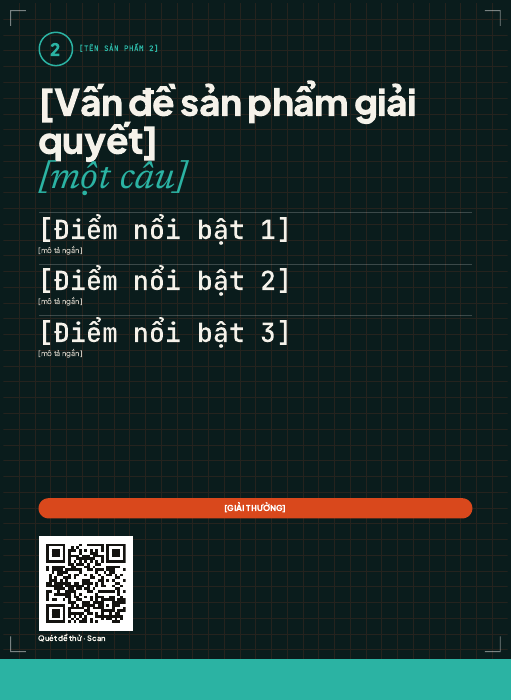 2
[TÊN SẢN PHẨM 2]
[Vấn đề sản phẩm giải
quyết]
[một câu]
[Điểm nổi bật 1]
[mô tả ngắn]
[Điểm nổi bật 2]
[mô tả ngắn]
[Điểm nổi bật 3]
[mô tả ngắn]
[GIẢI THƯỞNG]
Quét để thử · Scan